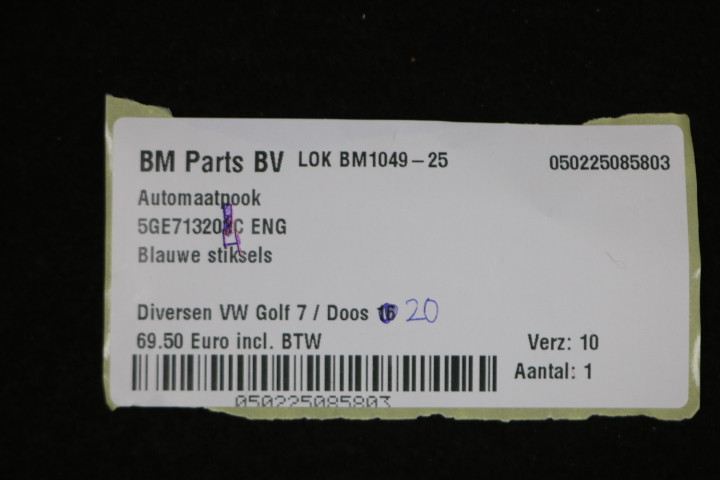 BM Parts BV LOK BM1049-25 050225085803
Automaatpook
ENG
Blauwe stiksels
Diversen VW Golf 7 / Doos 20
69.50 Euro incl. BTW Verz: 10
Aantal: 1
050225085803